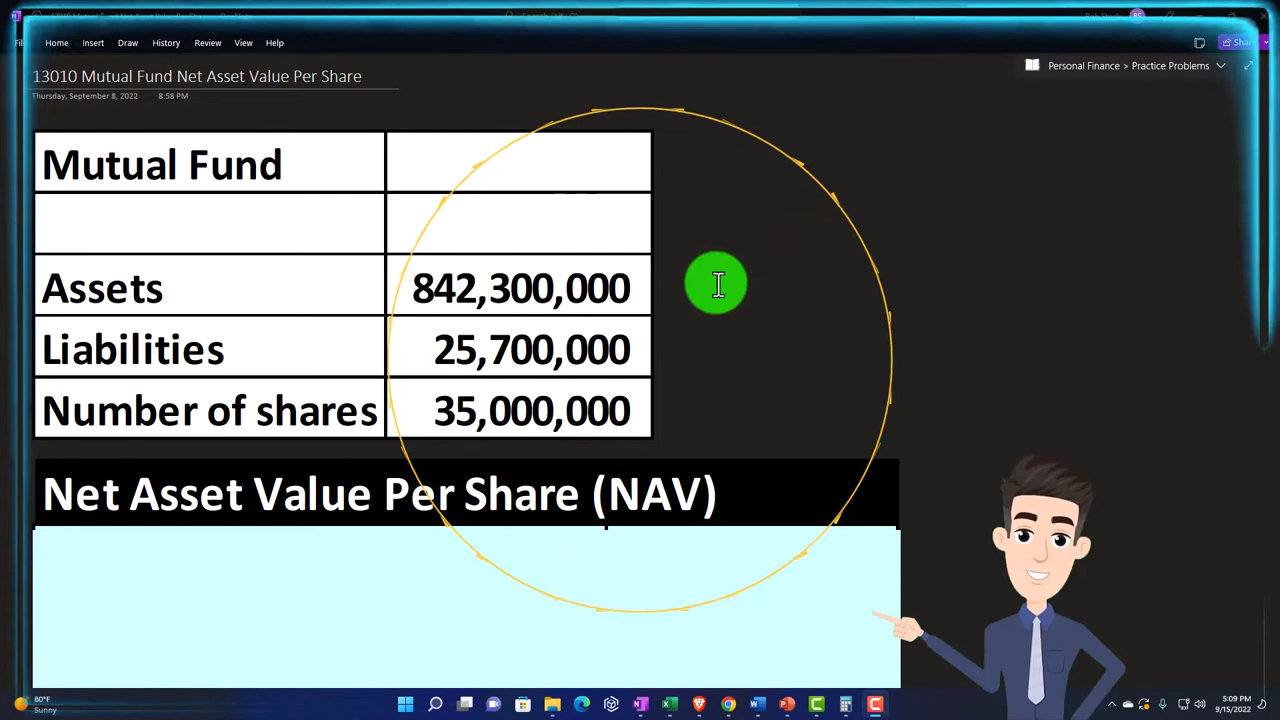 Home Insert Draw History Review View Help
Share
13010 Mutual Fund Net Asset Value Per Share
Personal Finance > Practice Problems
Thursday, September 8, 2022 8:58 PM
Mutual Fund
Assets 842,300,000
Liabilities 25,700,000
Number of shares 35,000,000
Net Asset Value Per Share (NAV)
80°F
Sunny
5:09 PM
9/15/2022